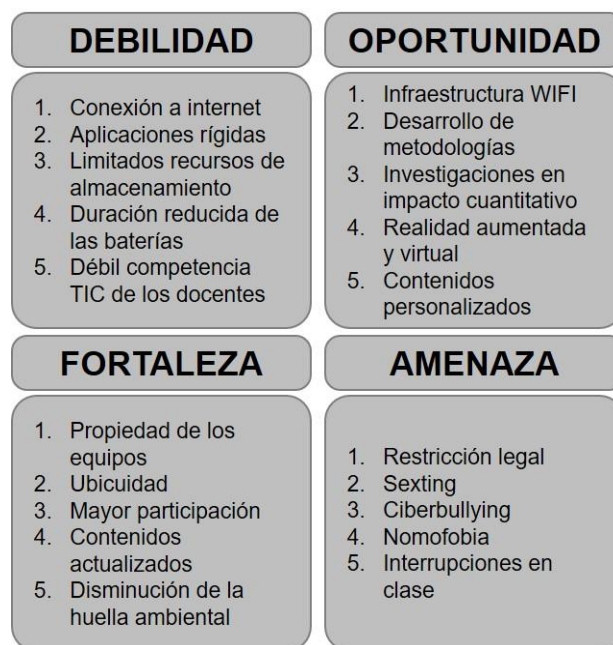 DEBILIDAD
1. Conexión a internet
2. Aplicaciones rígidas
3. Limitados recursos de
almacenamiento
4. Duración reducida de
las baterías
5. Débil competencia
TIC de los docentes
OPORTUNIDAD
1. Infraestructura WIFI
2. Desarrollo de
metodologías
3. Investigaciones en
impacto cuantitativo
4. Realidad aumentada
y virtual
5. Contenidos
personalizados
FORTALEZA
1. Propiedad de los
equipos
2. Ubicuidad
3. Mayor participación
4. Contenidos
actualizados
5. Disminución de la
huella ambiental
AMENAZA
1. Restricción legal
2. Sexting
3. Ciberbullying
4. Nomofobia
5. Interrupciones en
clase